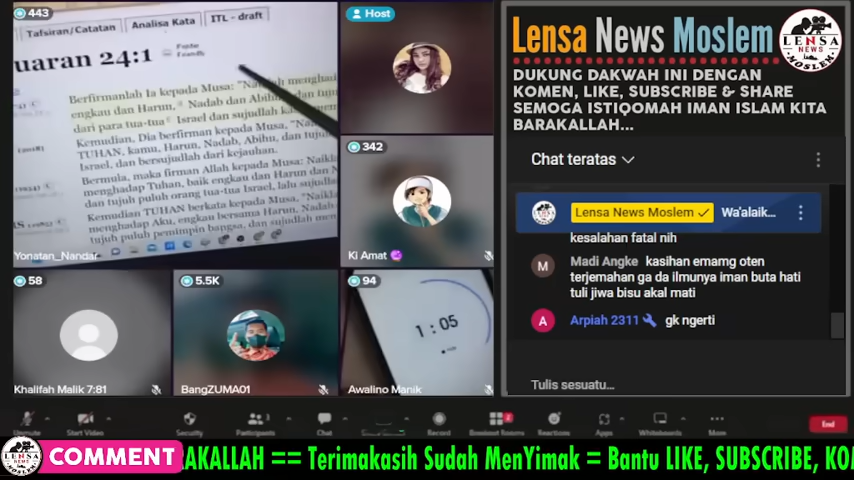 443
Tafsiran/Catatan
Analisa Kata
ITL - draft
uaran 24:1
Berfirmanlah Ia kepada Musa:
engkau dan Harun, Nadab dan Abihu, dan
dari para tua-tua Israel dan sujudlah
Kemudian, Dia berfirman kepada Musa,
TUHAN, kamu, Harun, Nadab, Abihu, dan tujuh
Israel, dan bersujudlah dari kejauhan.
Bermula, maka firman Allah kepada Musa: Naiklah
menghadap Tuhan, baik engkau dan Harun dan
dan tujuh puluh orang tua-tua Israel, lalu sujudlah
Kemudian TUHAN berkata kepada Musa,
menghadap Aku, engkau bersama Harun,
tujuh puluh pemimpin bangsa, dan sujudlah
Yonatan_Nandar
Host
342
Ki Amat
58
Khalifah Malik 7:81
5.5K
BangZUMA01
94
1:05
Awalino Manik
Lensa News Moslem
LENSA
NEWS
MOSLEM
DUKUNG DAKWAH INI DENGAN
KOMEN, LIKE, SUBSCRIBE & SHARE
SEMOGA ISTIQOMAH IMAN ISLAM KITA
BARAKALLAH...
Chat teratas
Lensa News Moslem Wa'alaik...
kesalahan fatal nih
M
Madi Angke kasihan emamg oten
terjemahan ga da ilmunya iman buta hati
tuli jiwa bisu akal mati
A
Arpiah 2311 gk ngerti
Tulis sesuatu...
Unmute
Start Video
Security
Participants
3
Chat
Record
Breakout Rooms
2
Reactions
Apps
Whiteboards
More
End
LENSA
NEWS
MOSLEM
COMMENT
RAKALLAH == Terimakasih Sudah MenYimak = Bantu LIKE, SUBSCRIBE, KO